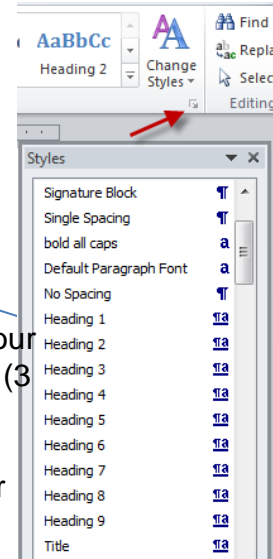 AaBbCc
Heading 2
Change
Styles
Find
Select
Editing
Styles
Signature Block ¶
Single Spacing ¶
bold all caps a
Default Paragraph Font a
No Spacing ¶
Heading 1 ¶a
Heading 2 ¶a
Heading 3 ¶a
Heading 4 ¶a
Heading 5 ¶a
Heading 6 ¶a
Heading 7 ¶a
Heading 8 ¶a
Heading 9 ¶a
Title ¶a
our
(3
r